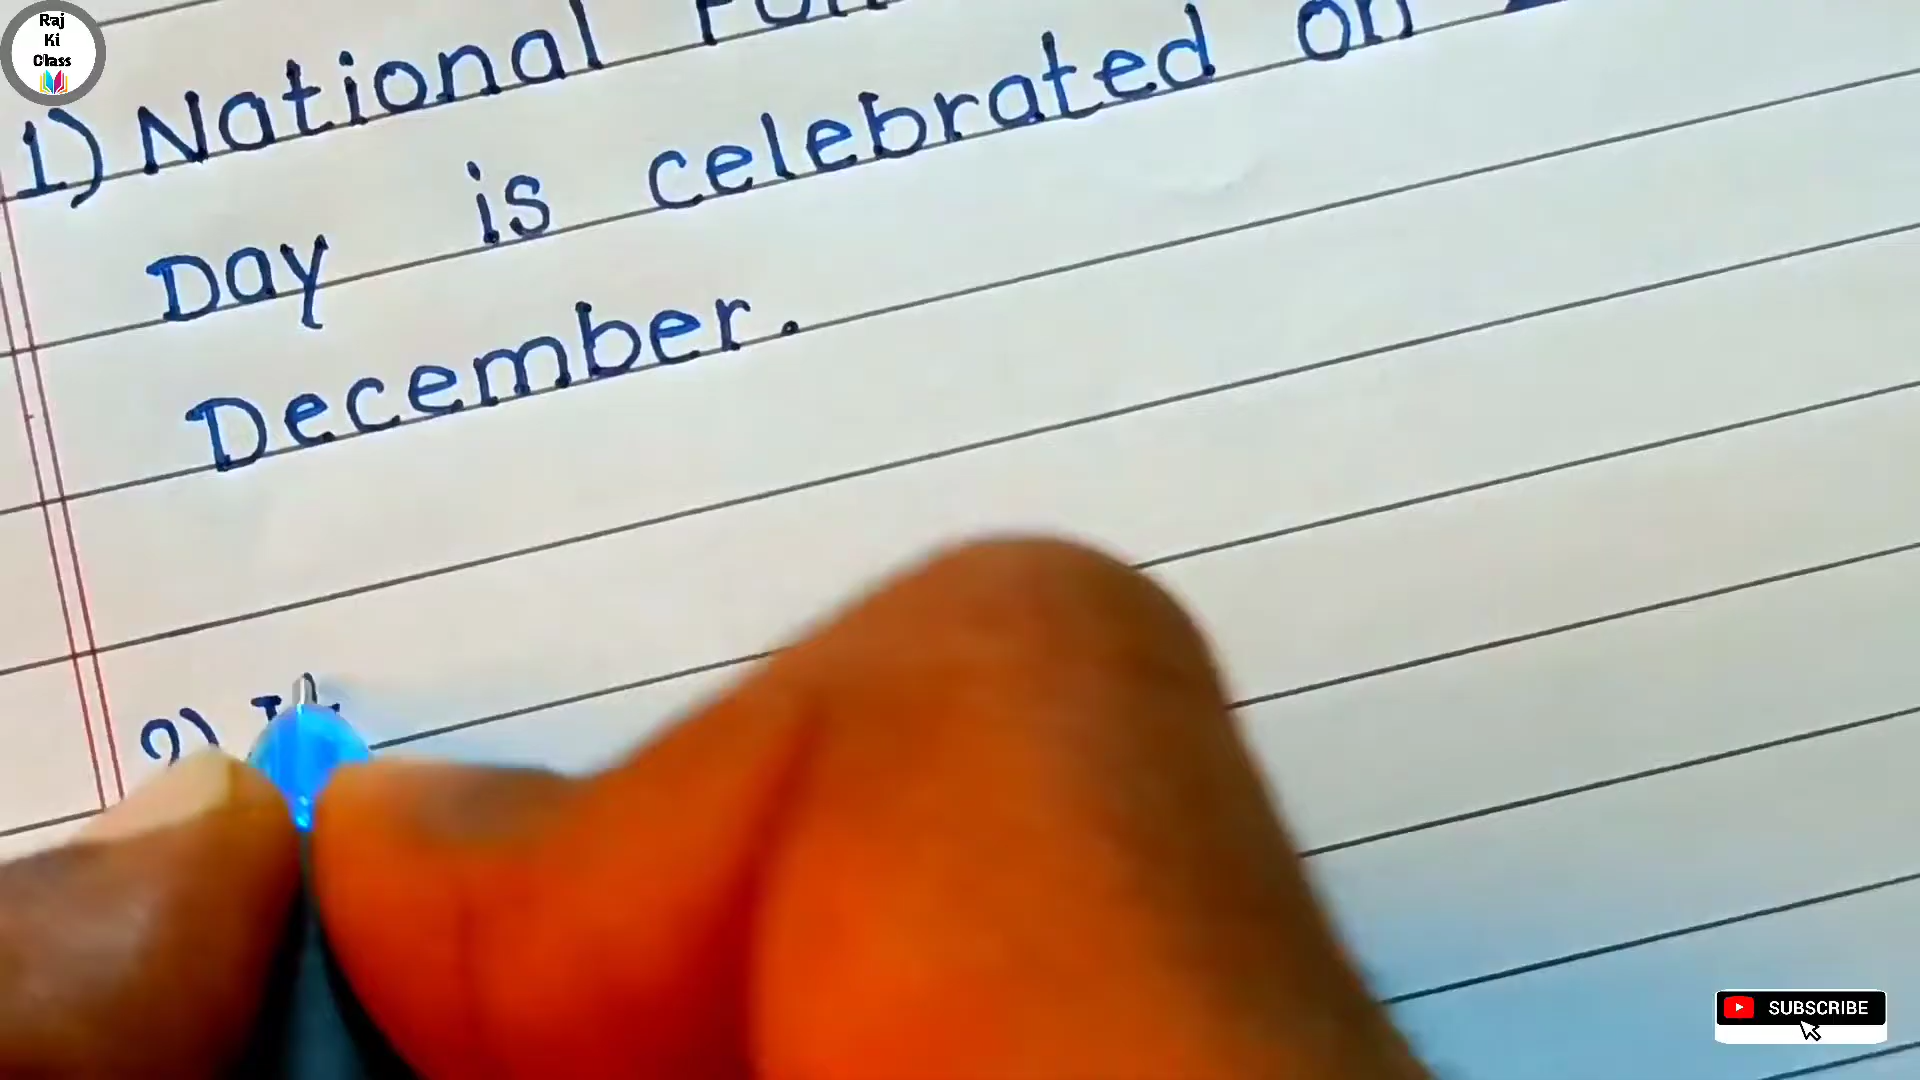 Raj
Ki
Class
1) National
Day is celebrated on
December.
2)
SUBSCRIBE